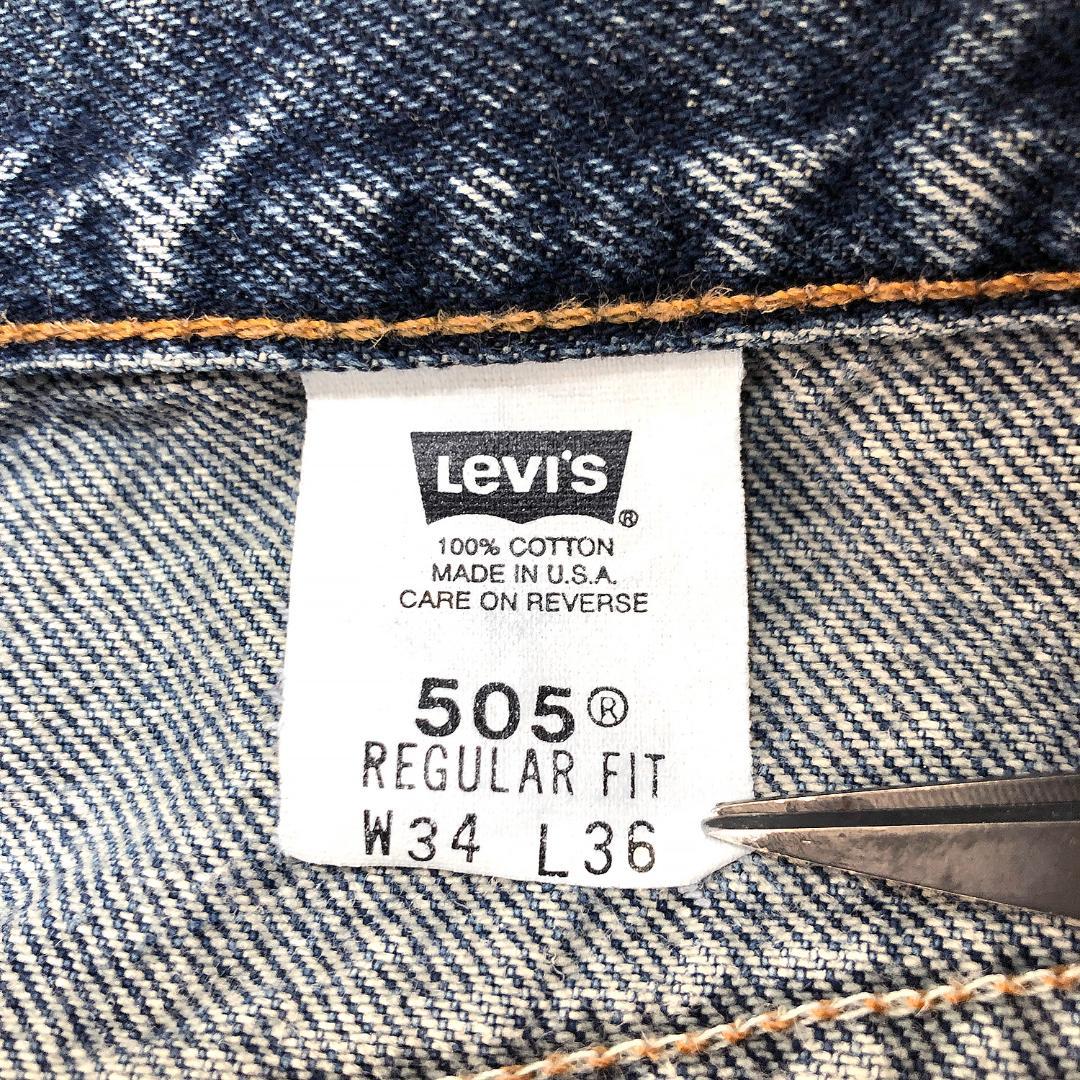 LEVI'S®
100% COTTON
MADE IN U.S.A.
CARE ON REVERSE
505®
REGULAR FIT
W34 L36